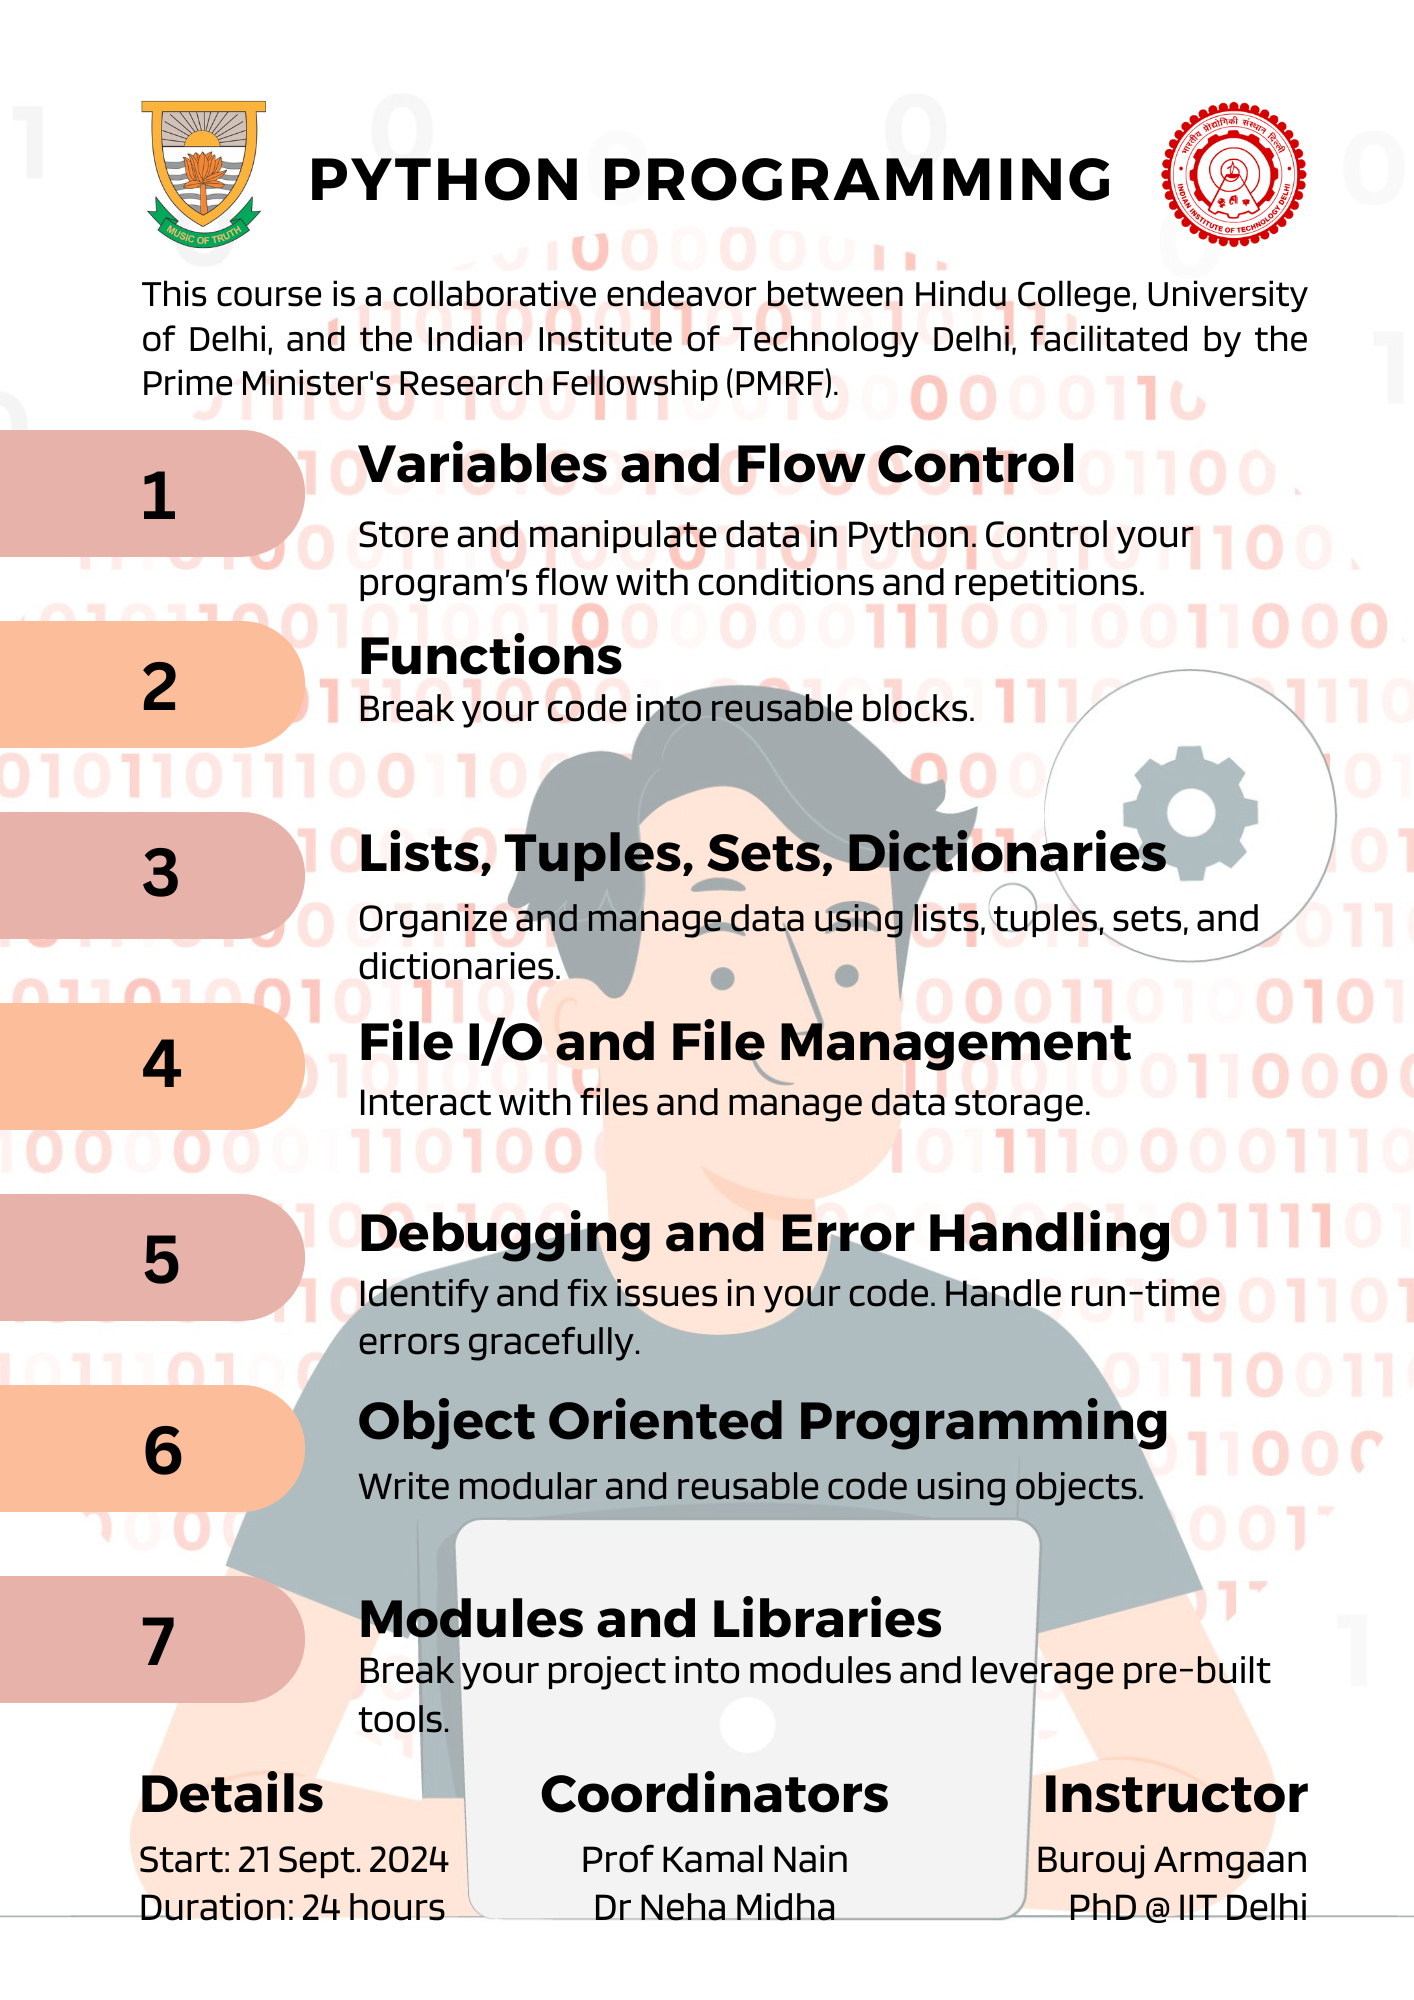 MUSIC OF TRUTH
PYTHON PROGRAMMING
भारतीय प्रौद्योगिकी संस्थान दिल्ली
INDIAN INSTITUTE OF TECHNOLOGY DELHI
This course is a collaborative endeavor between Hindu College, University
of Delhi, and the Indian Institute of Technology Delhi, facilitated by the
Prime Minister's Research Fellowship (PMRF).
1
Variables and Flow Control
Store and manipulate data in Python. Control your
program's flow with conditions and repetitions.
2
Functions
Break your code into reusable blocks.
3
Lists, Tuples, Sets, Dictionaries
Organize and manage data using lists, tuples, sets, and
dictionaries.
4
File I/O and File Management
Interact with files and manage data storage.
5
Debugging and Error Handling
Identify and fix issues in your code. Handle run-time
errors gracefully.
6
Object Oriented Programming
Write modular and reusable code using objects.
7
Modules and Libraries
Break your project into modules and leverage pre-built
tools.
Details
Start: 21 Sept. 2024
Duration: 24 hours
Coordinators
Prof Kamal Nain
Dr Neha Midha
Instructor
Burouj Armgaan
PhD @ IIT Delhi